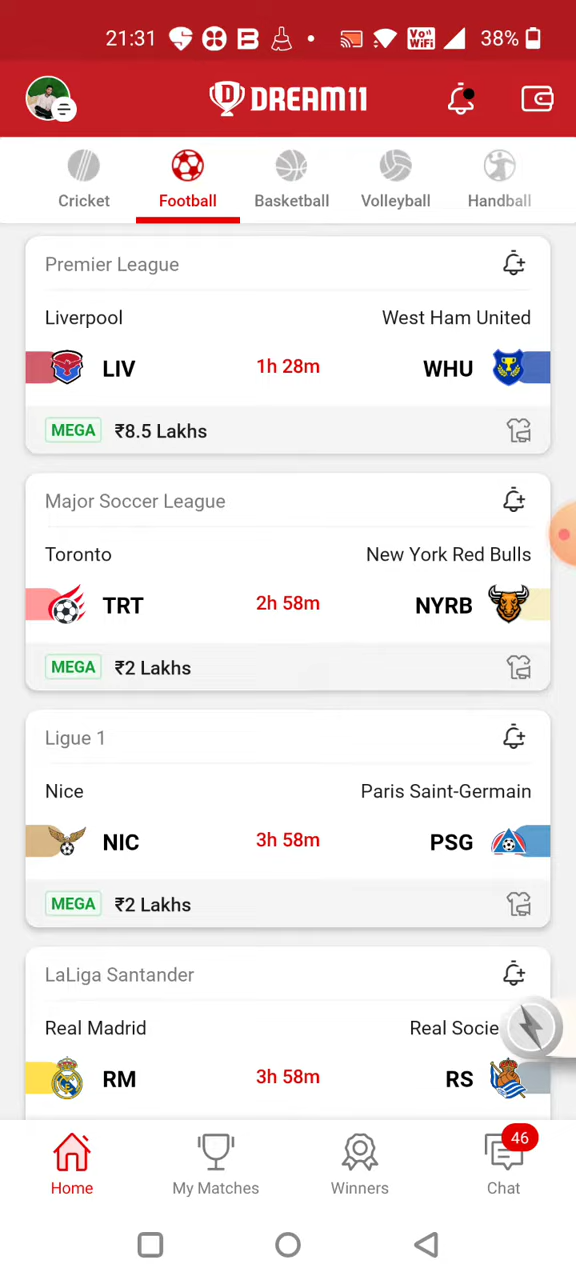 21:31 Vo)) WiFi 38%
DREAM11
Cricket Football Basketball Volleyball Handball
Premier League
Liverpool West Ham United
LIV 1h 28m WHU
MEGA ₹8.5 Lakhs
Major Soccer League
Toronto New York Red Bulls
TRT 2h 58m NYRB
MEGA ₹2 Lakhs
Ligue 1
Nice Paris Saint-Germain
NIC 3h 58m PSG
MEGA ₹2 Lakhs
LaLiga Santander
Real Madrid Real Socie
RM 3h 58m RS
46
Home My Matches Winners Chat